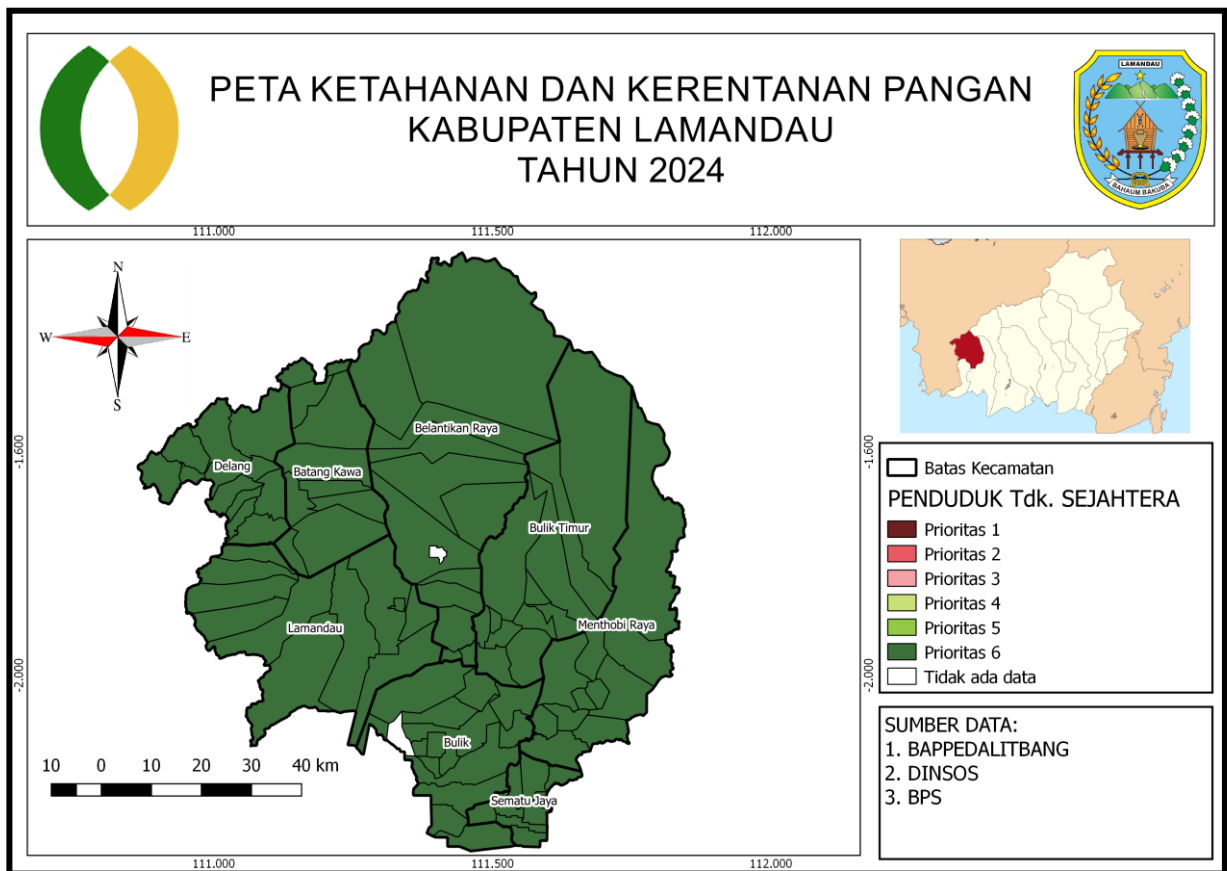 PETA KETAHANAN DAN KERENTANAN PANGAN
KABUPATEN LAMANDAU
TAHUN 2024
LAMANDAU
BAHAUM BAKUBA
111.000
111.500
112.000
N
W
E
S
-1.600
-1.600
Belantikan Raya
Delang
Batang Kawa
Bulik Timur
Lamandau
Menthobi Raya
-2.000
-2.000
Bulik
Sematu Jaya
10 0 10 20 30 40 km
111.000
111.500
112.000
Batas Kecamatan
PENDUDUK Tdk. SEJAHTERA
Prioritas 1
Prioritas 2
Prioritas 3
Prioritas 4
Prioritas 5
Prioritas 6
Tidak ada data
SUMBER DATA:
1. BAPPEDALITBANG
2. DINSOS
3. BPS